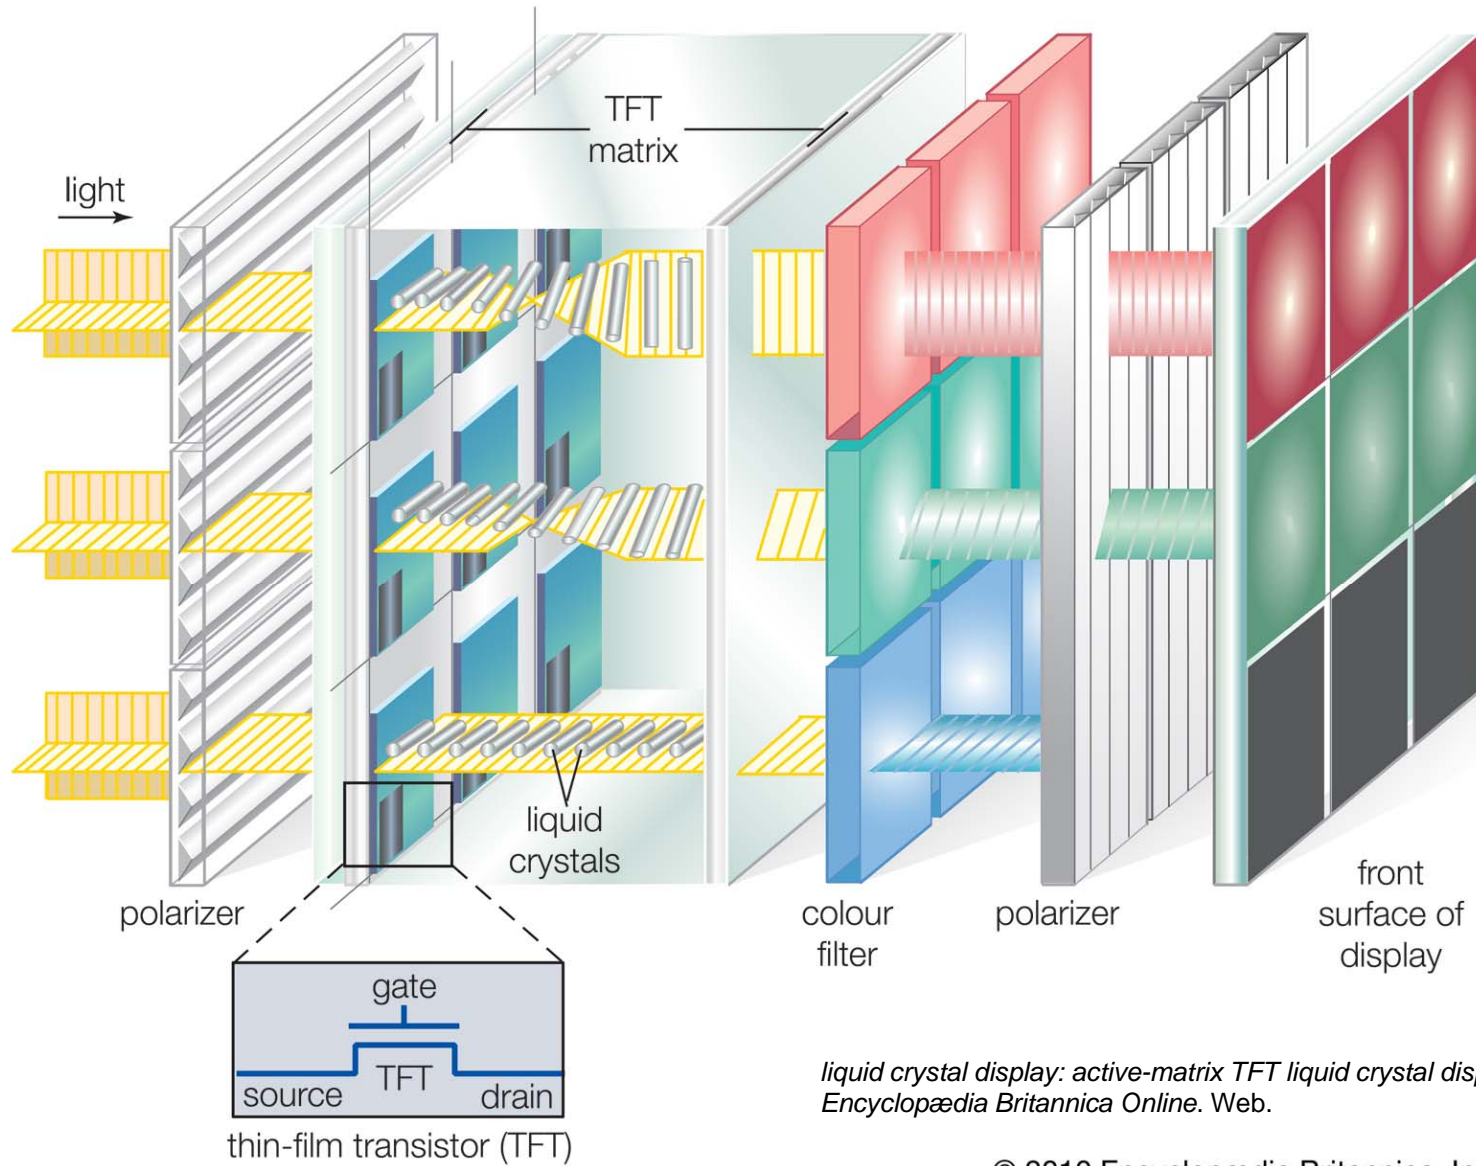 TFT
matrix
light
liquid
crystals
polarizer
colour
filter
polarizer
front
surface of
display
gate
TFT
source
drain
thin-film transistor (TFT)
liquid crystal display: active-matrix TFT liquid crystal
Encyclopædia Britannica Online. Web.